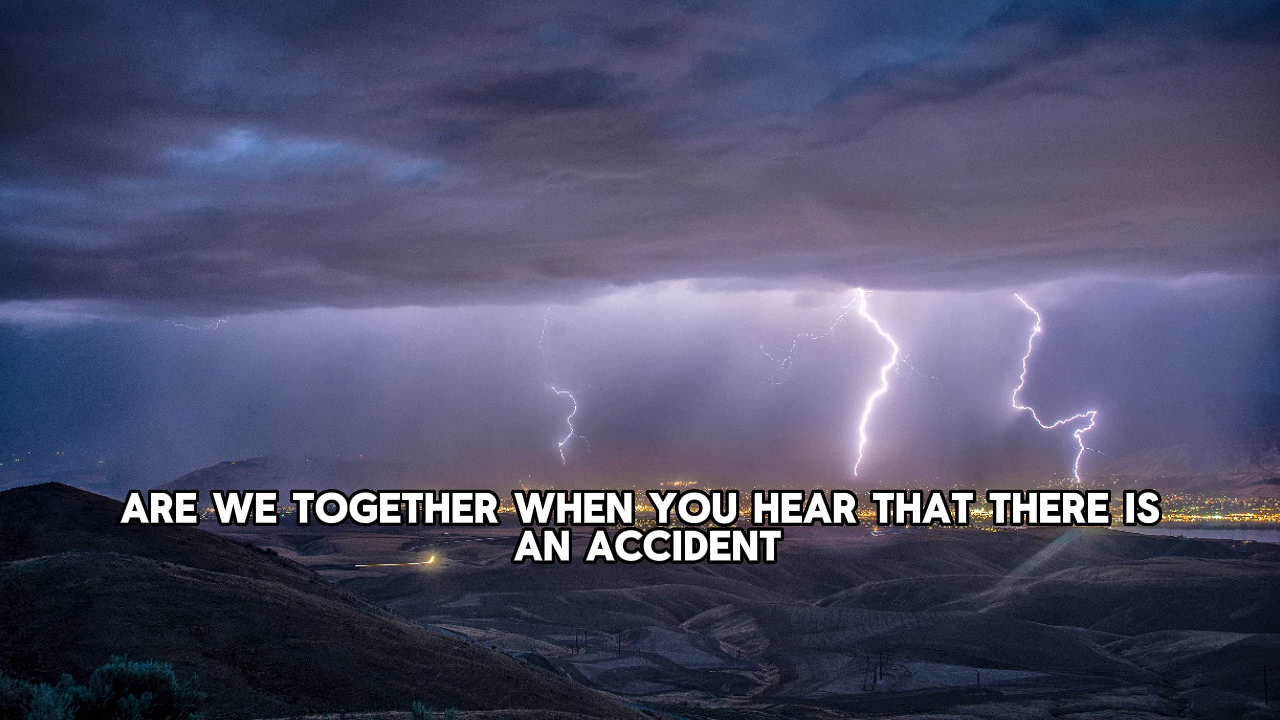 ARE WE TOGETHER WHEN YOU HEAR THAT THERE IS
AN ACCIDENT